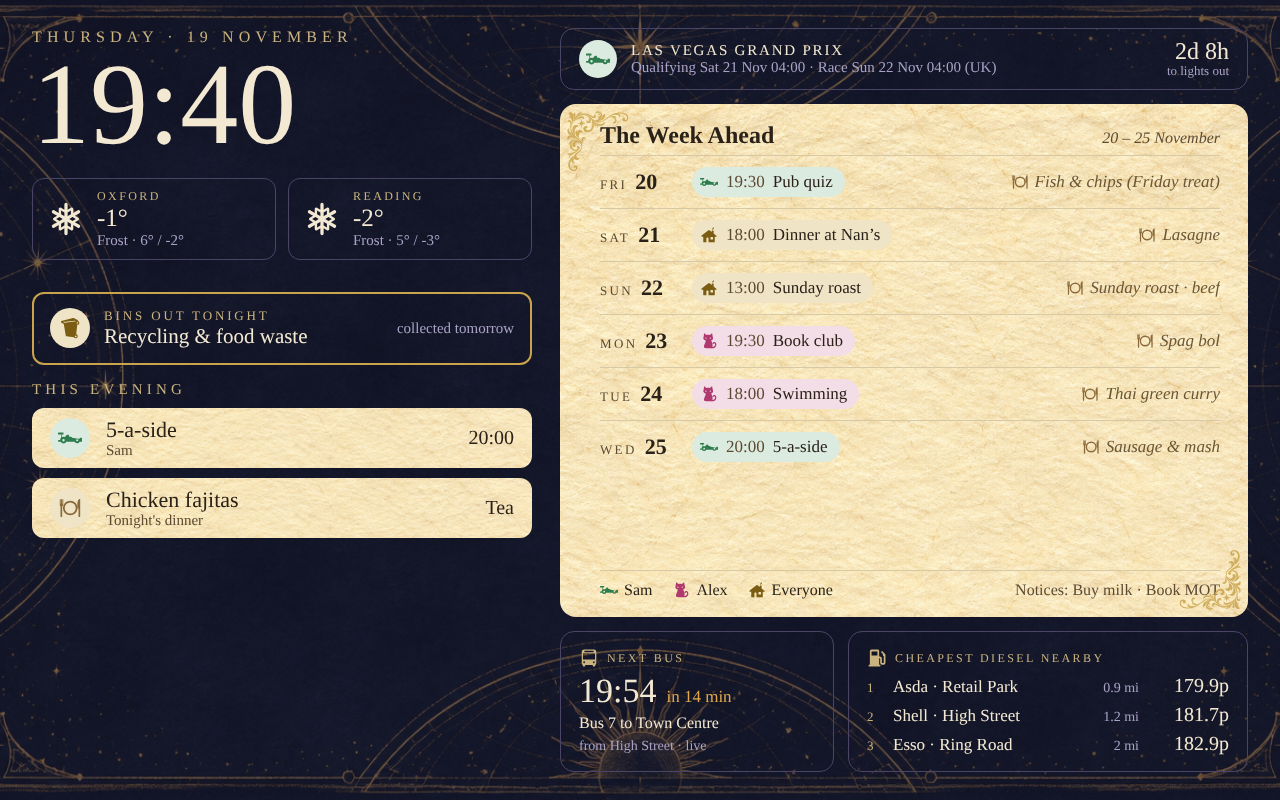 THURSDAY · 19 NOVEMBER
19:40
OXFORD
-1°
Frost · 6° / -2°
READING
-2°
Frost · 5° / -3°
BINS OUT TONIGHT
Recycling & food waste
collected tomorrow
THIS EVENING
5-a-side
Sam
20:00
Chicken fajitas
Tonight's dinner
Tea
LAS VEGAS GRAND PRIX
Qualifying Sat 21 Nov 04:00 · Race Sun 22 Nov 04:00 (UK)
2d 8h
to lights out
The Week Ahead
20 – 25 November
FRI 20 19:30 Pub quiz Fish & chips (Friday treat)
SAT 21 18:00 Dinner at Nan’s Lasagne
SUN 22 13:00 Sunday roast Sunday roast · beef
MON 23 19:30 Book club Spag bol
TUE 24 18:00 Swimming Thai green curry
WED 25 20:00 5-a-side Sausage & mash
Sam Alex Everyone Notices: Buy milk · Book MOT
NEXT BUS
19:54 in 14 min
Bus 7 to Town Centre
from High Street · live
CHEAPEST DIESEL NEARBY
1 Asda · Retail Park 0.9 mi 179.9p
2 Shell · High Street 1.2 mi 181.7p
3 Esso · Ring Road 2 mi 182.9p